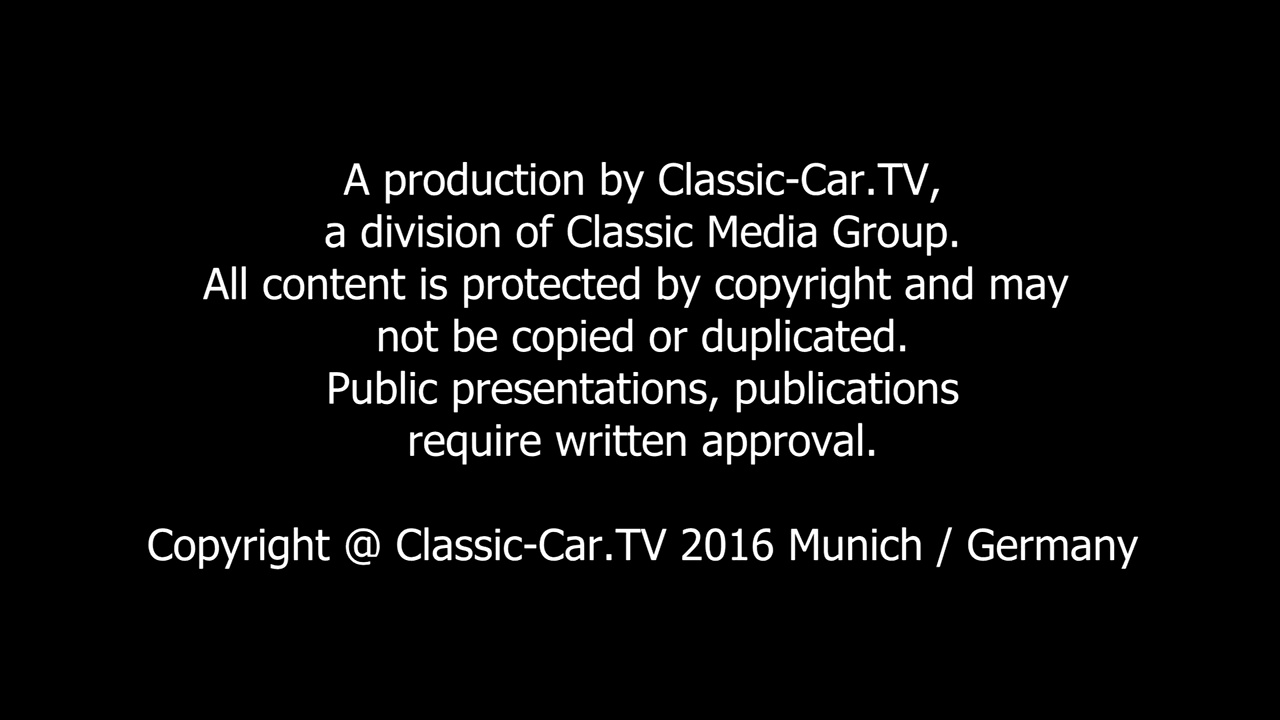 A production by Classic-Car.TV,
a division of Classic Media Group.
All content is protected by copyright and may
not be copied or duplicated.
Public presentations, publications
require written approval.
Copyright @ Classic-Car.TV 2016 Munich / Germany